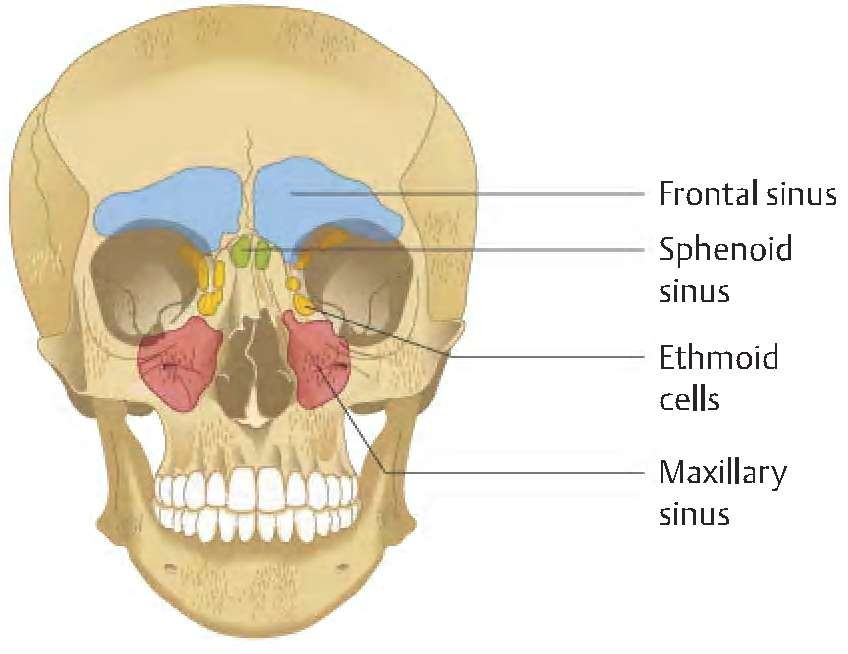 Frontal sinus
Sphenoid
sinus
Ethmoid
cells
Maxillary
sinus